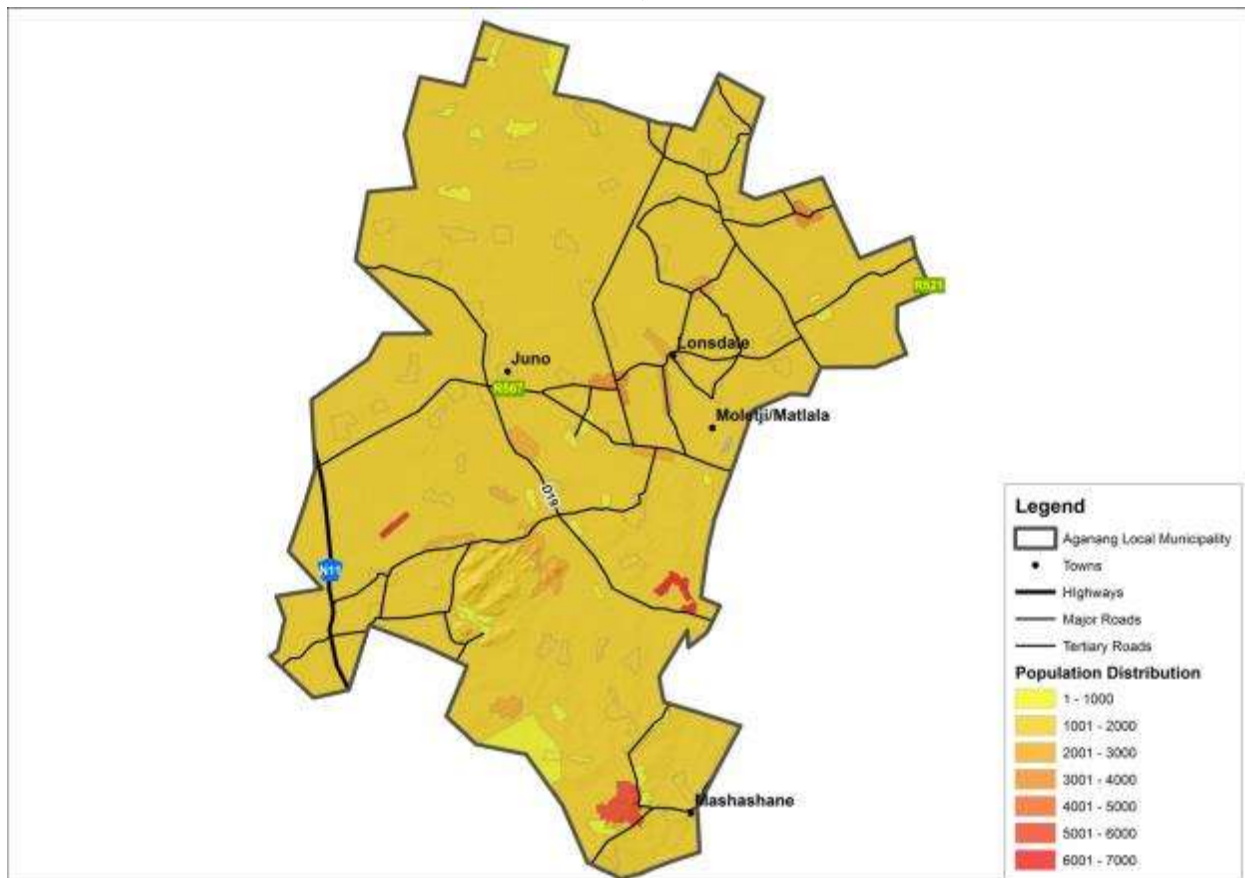 R521
Lonsdale
Juno
R567
Moletji/Matlala
D19
N11
Mashashane
Legend
Aganang Local Municipality
Towns
Highways
Major Roads
Tertiary Roads
Population Distribution
1 - 1000
1001 - 2000
2001 - 3000
3001 - 4000
4001 - 5000
5001 - 6000
6001 - 7000